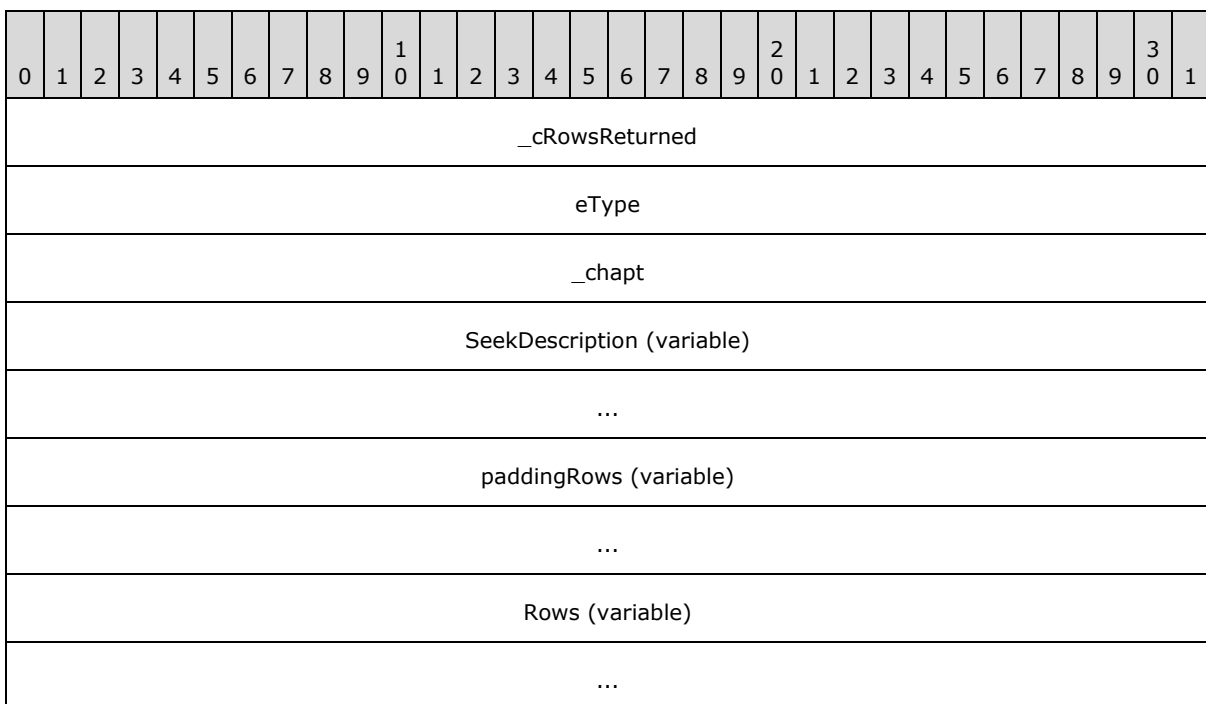 1 2 3
0 1 2 3 4 5 6 7 8 9 0 1 2 3 4 5 6 7 8 9 0 1 2 3 4 5 6 7 8 9 0 1
_cRowsReturned
eType
_chapt
SeekDescription (variable)
...
paddingRows (variable)
...
Rows (variable)
...